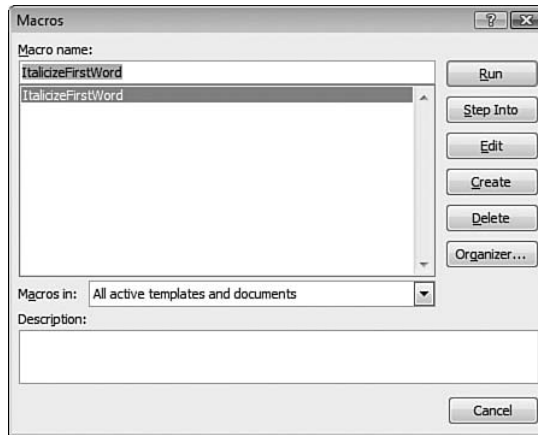 Macros
Macro name:
ItalicizeFirstWord
ItalicizeFirstWord
Run
Step Into
Edit
Create
Delete
Organizer...
Macros in: All active templates and documents
Description:
Cancel